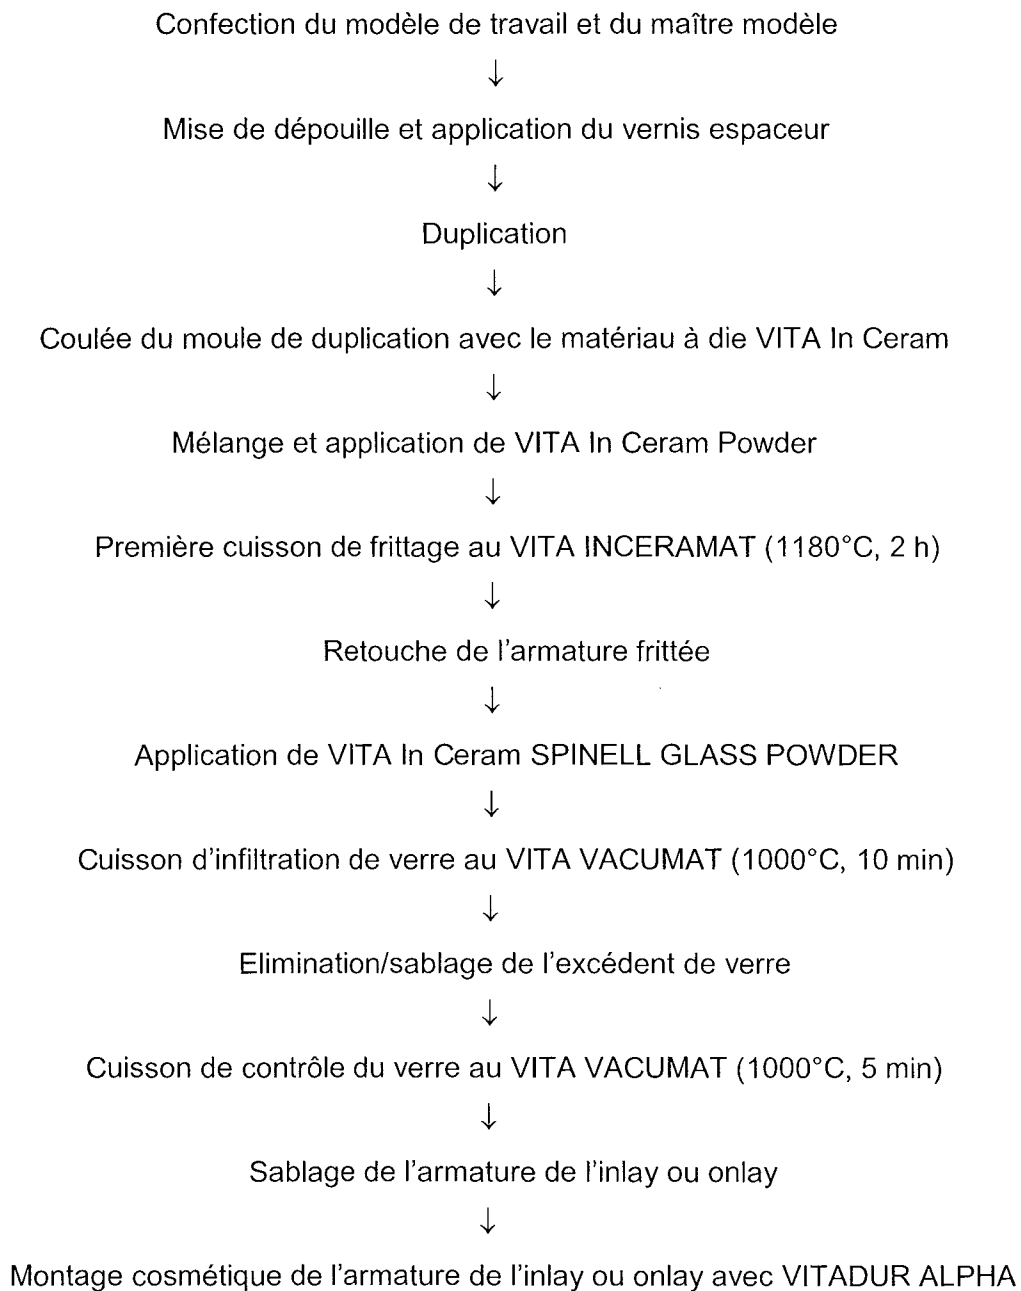 Confection du modèle de travail et du maître modèle
↓
Mise de dépouille et application du vernis espaceur
↓
Duplication
↓
Coulée du moule de duplication avec le matériau à die VITA In Ceram
↓
Mélange et application de VITA In Ceram Powder
↓
Première cuisson de frittage au VITA INCERAMAT (1180°C, 2 h)
↓
Retouche de l'armature frittée
↓
Application de VITA In Ceram SPINELL GLASS POWDER
↓
Cuisson d'infiltration de verre au VITA VACUMAT (1000°C, 10 min)
↓
Elimination/sablage de l'excédent de verre
↓
Cuisson de contrôle du verre au VITA VACUMAT (1000°C, 5 min)
↓
Sablage de l'armature de l'inlay ou onlay
↓
Montage cosmétique de l'armature de l'inlay ou onlay avec VITADUR ALPHA